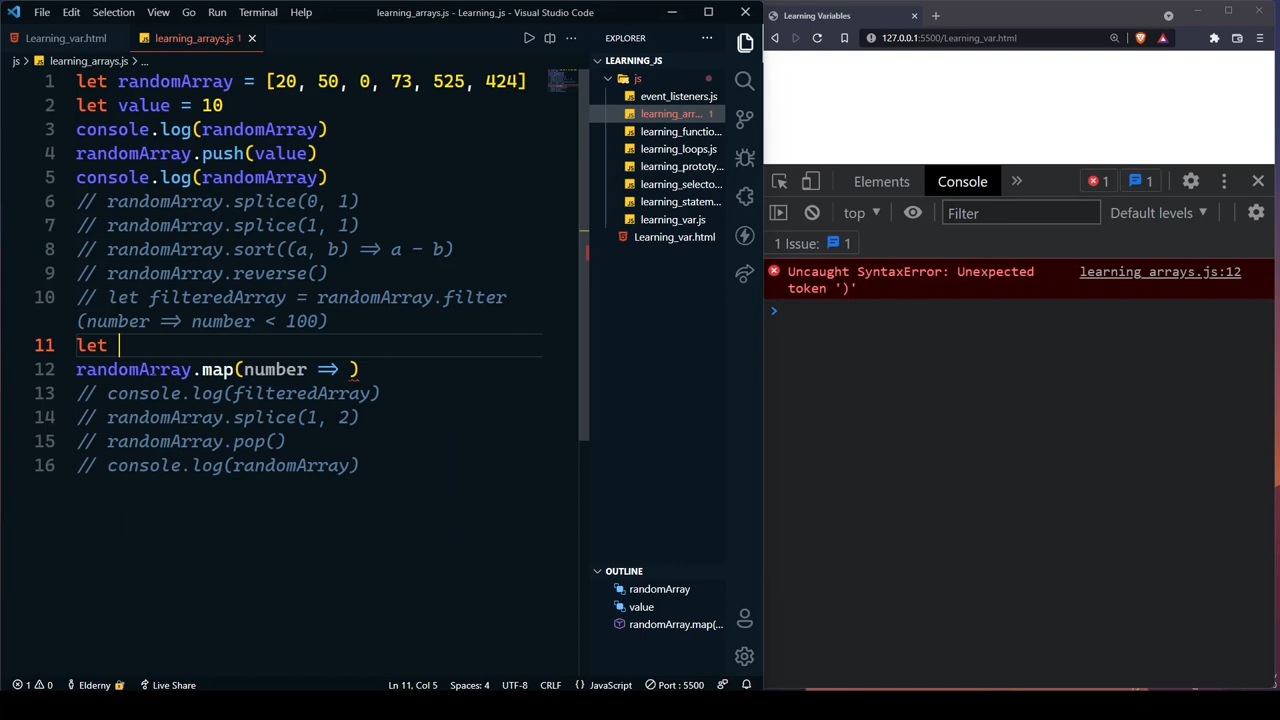 File Edit Selection View Go Run Terminal Help learning_arrays.js - Learning_js - Visual Studio Code
Learning_var.html learning_arrays.js 1
js > learning_arrays.js > ...
1 let randomArray = [20, 50, 0, 73, 525, 424]
2 let value = 10
3 console.log(randomArray)
4 randomArray.push(value)
5 console.log(randomArray)
6 // randomArray.splice(0, 1)
7 // randomArray.splice(1, 1)
8 // randomArray.sort((a, b) => a - b)
9 // randomArray.reverse()
10 // let filteredArray = randomArray.filter
(number => number < 100)
11 let
12 randomArray.map(number => )
13 // console.log(filteredArray)
14 // randomArray.splice(1, 2)
15 // randomArray.pop()
16 // console.log(randomArray)
EXPLORER
LEARNING_JS
js
event_listeners.js
learning_arr... 1
learning_functio...
learning_loops.js
learning_prototy...
learning_selecto...
learning_statem...
learning_var.js
Learning_var.html
OUTLINE
randomArray
value
randomArray.map(...
1 0 Elderny Live Share Ln 11, Col 5 Spaces: 4 UTF-8 CRLF {} JavaScript Port : 5500
Learning Variables
127.0.0.1:5500/Learning_var.html
Elements Console 1 1
top Filter Default levels
1 Issue: 1
Uncaught SyntaxError: Unexpected learning_arrays.js:12
token ')'